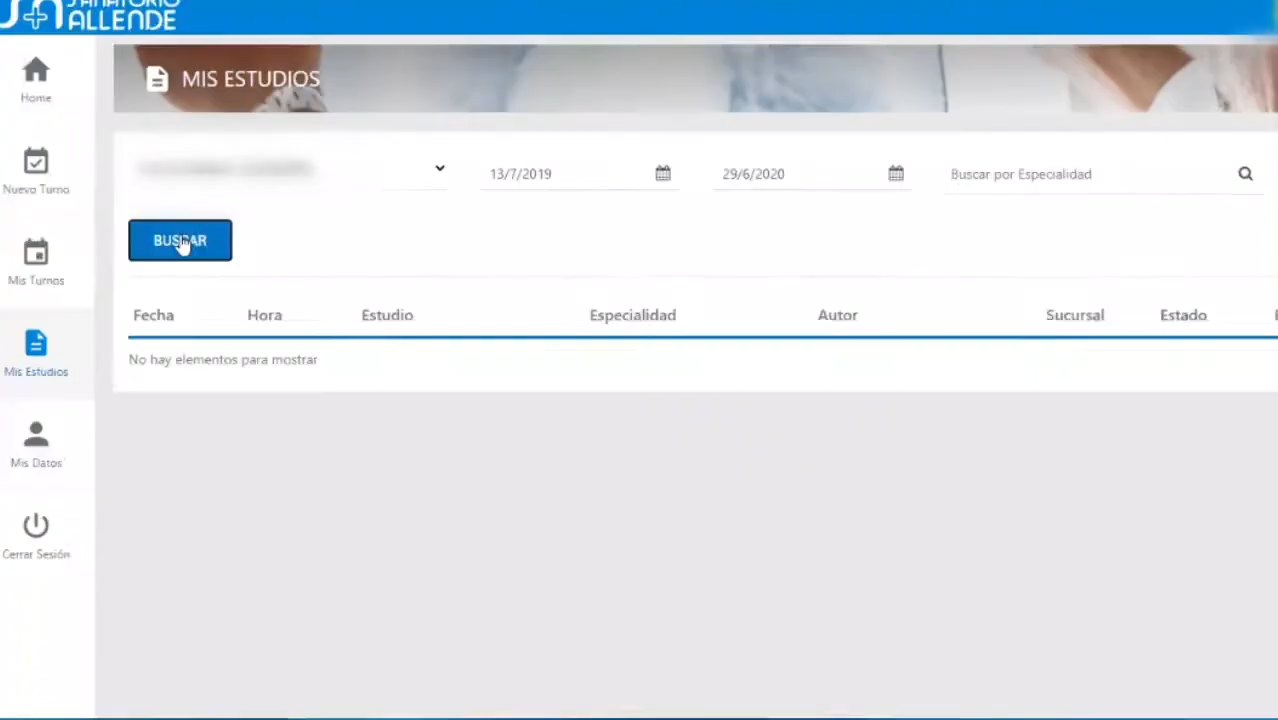 ALLENDE
MIS ESTUDIOS
Home
13/7/2019
29/6/2020
Buscar por Especialidad
Nuevo Turno
BUSCAR
Mis Turnos
Fecha Hora Estudio Especialidad Autor Sucursal Estado
No hay elementos para mostrar
Mis Estudios
Mis Datos
Cerrar Sesión